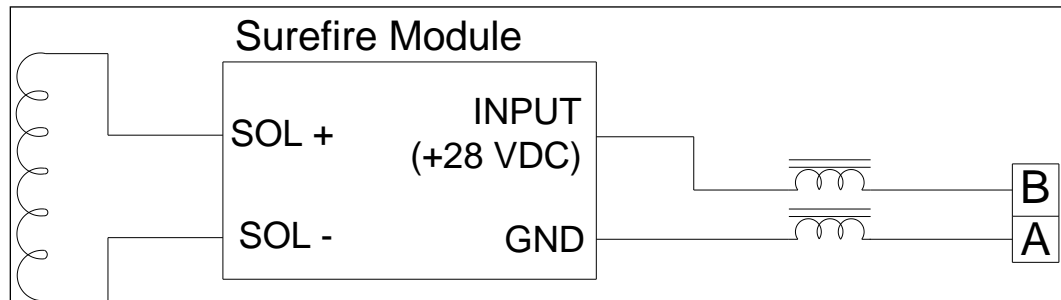 Surefire Module
SOL +
INPUT
(+28 VDC)
B
SOL -
GND
A